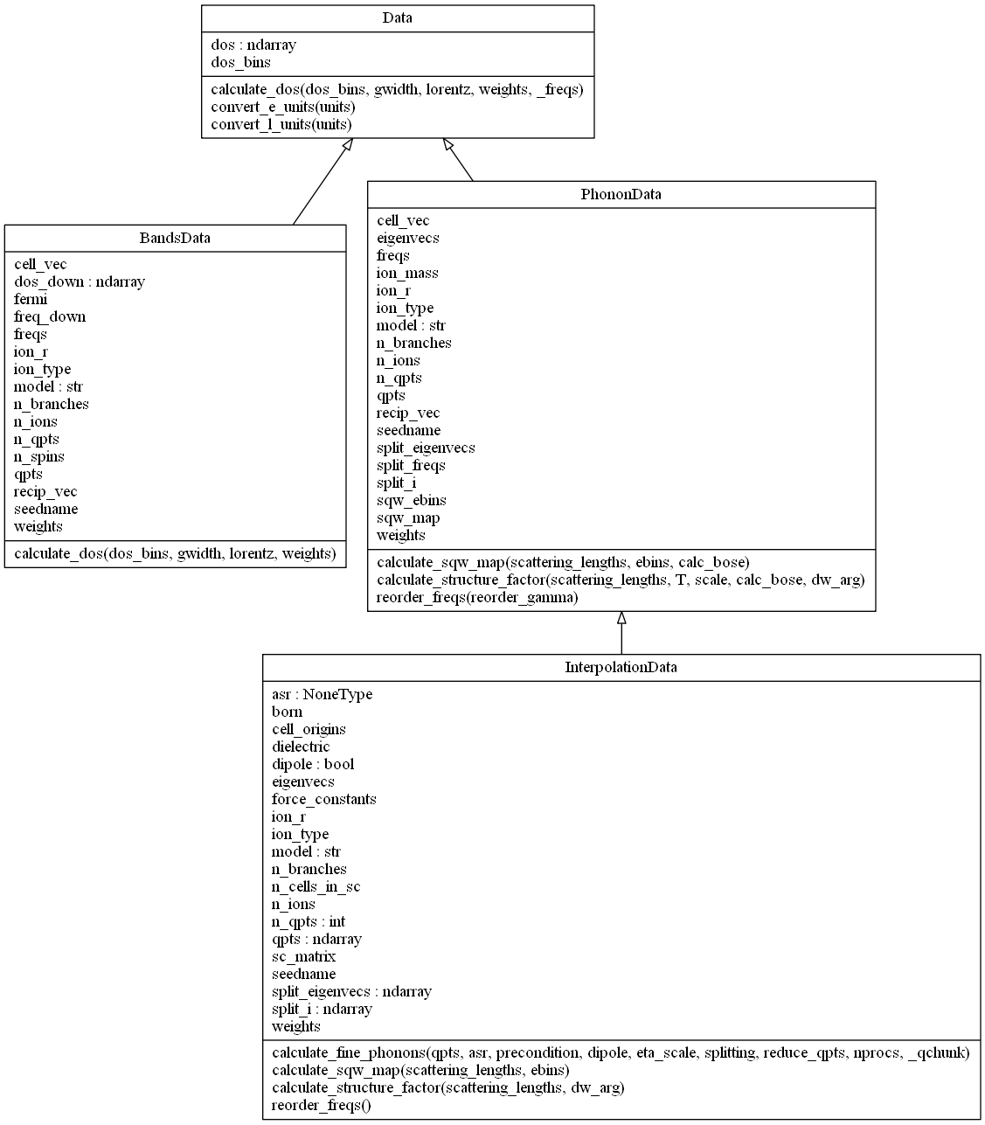 Data
dos : ndarray
dos_bins
calculate_dos(dos_bins, gwidth, lorentz, weights, _freqs)
convert_e_units(units)
convert_l_units(units)
PhononData
cell_vec
eigenvecs
freqs
ion_mass
ion_r
ion_type
model : str
n_branches
n_ions
n_qpts
qpts
recip_vec
seedname
split_eigenvecs
split_freqs
split_i
sqw_ebins
sqw_map
weights
calculate_sqw_map(scattering_lengths, ebins, calc_bose)
calculate_structure_factor(scattering_lengths, T, scale, calc_bose, dw_arg)
reorder_freqs(reorder_gamma)
BandsData
cell_vec
dos_down : ndarray
fermi
freq_down
freqs
ion_r
ion_type
model : str
n_branches
n_ions
n_qpts
n_spins
qpts
recip_vec
seedname
weights
calculate_dos(dos_bins, gwidth, lorentz, weights)
InterpolationData
asr : NoneType
born
cell_origins
dielectric
dipole : bool
eigenvecs
force_constants
ion_r
ion_type
model : str
n_branches
n_cells_in_sc
n_ions
n_qpts : int
qpts : ndarray
sc_matrix
seedname
split_eigenvecs : ndarray
split_i : ndarray
weights
calculate_fine_phonons(qpts, asr, precondition, dipole, eta_scale, splitting, reduce_qpts, nprocs, _qchunk)
calculate_sqw_map(scattering_lengths, ebins)
calculate_structure_factor(scattering_lengths, dw_arg)
reorder_freqs()